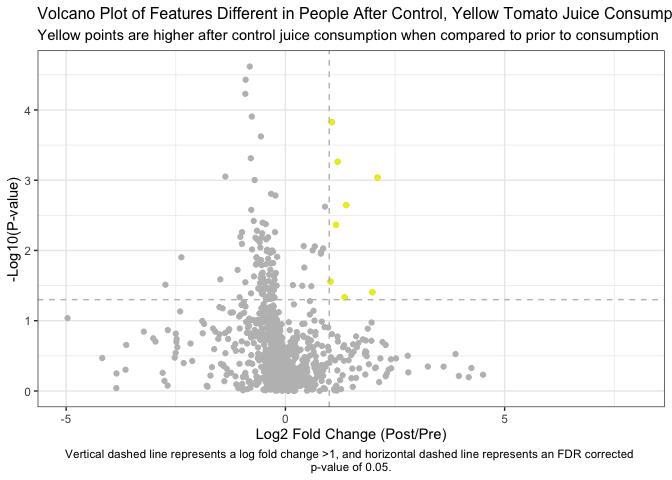 Volcano Plot of Features Different in People After Control, Yellow Tomato Juice Consump
Yellow points are higher after control juice consumption when compared to prior to consumption
4
3
2
1
0
-Log10(P-value)
-5
0
5
Log2 Fold Change (Post/Pre)
Vertical dashed line represents a log fold change >1, and horizontal dashed line represents an FDR corrected
p-value of 0.05.